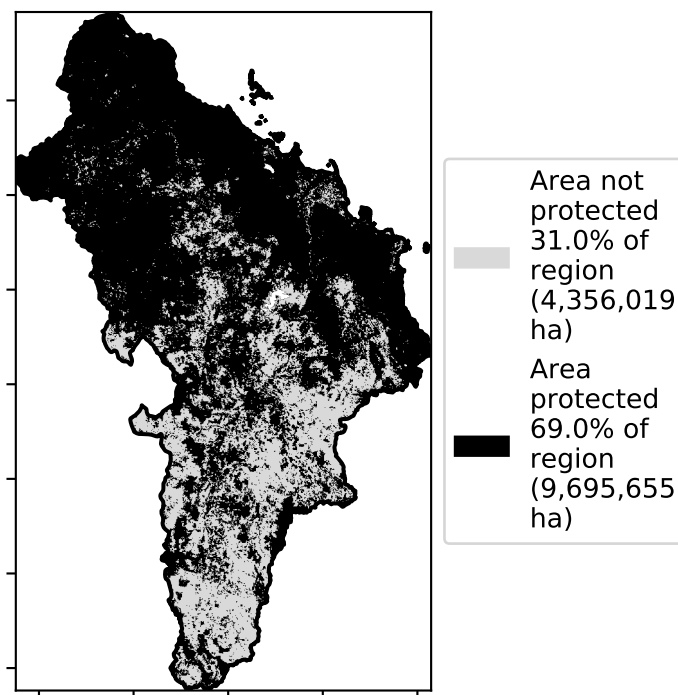 Area not
protected
31.0% of
region
(4,356,019
ha)
Area
protected
69.0% of
region
(9,695,655
ha)